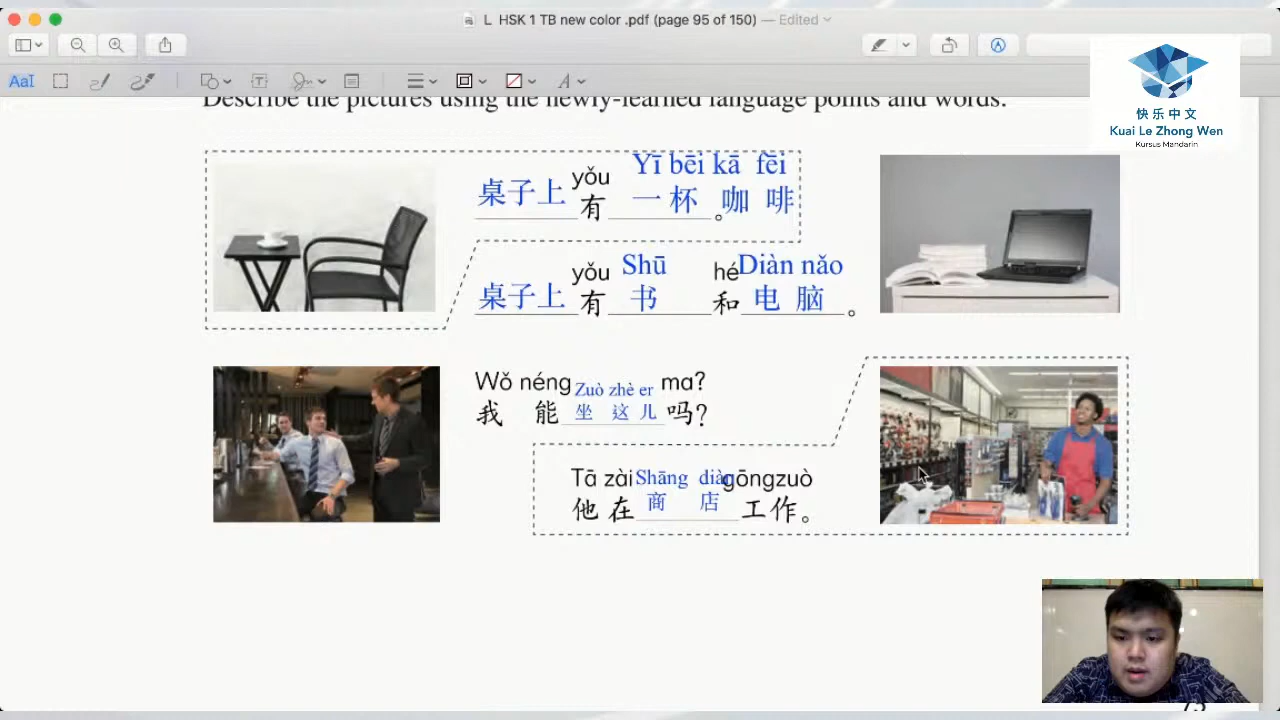 L HSK 1 TB new color .pdf (page 95 of 150) — Edited
AaI
快乐中文
Kuai Le Zhong Wen
Kursus Mandarin
Describe the pictures using the newly-learned language points and words.
yǒu Yī bēi kā fēi
桌子上 有 一 杯 。咖 啡
yǒu Shū hé Diàn nǎo
桌子上 有 书 和 电 脑 。
Wǒ néng Zuò zhè er ma?
我 能 坐 这 儿 吗?
Tā zài Shāng diàn gōngzuò
他 在 商 店 工作。